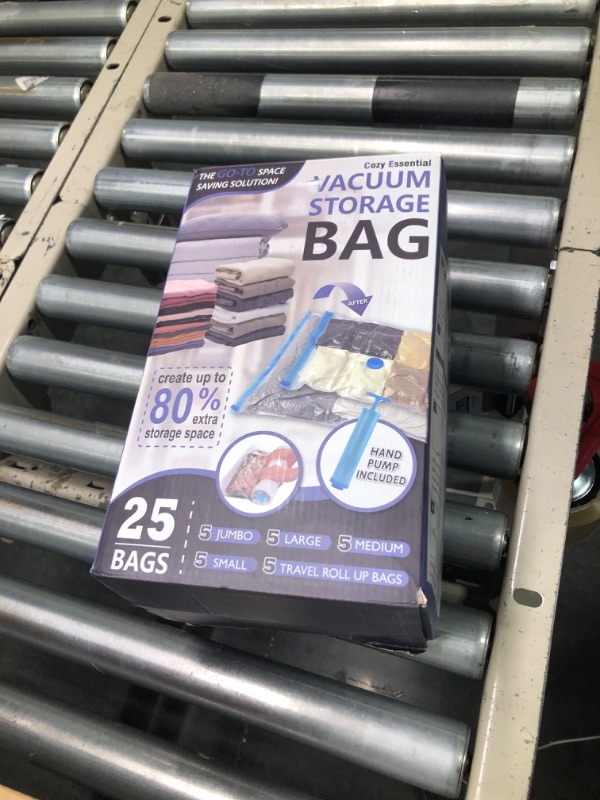 Cozy Essential
THE GO-TO SPACE
SAVING SOLUTION!
VACUUM
STORAGE
BAG
AFTER
create up to
80%
extra
storage space
HAND
PUMP
INCLUDED
25
BAGS
5 JUMBO 5 LARGE 5 MEDIUM
5 SMALL 5 TRAVEL ROLL UP BAGS